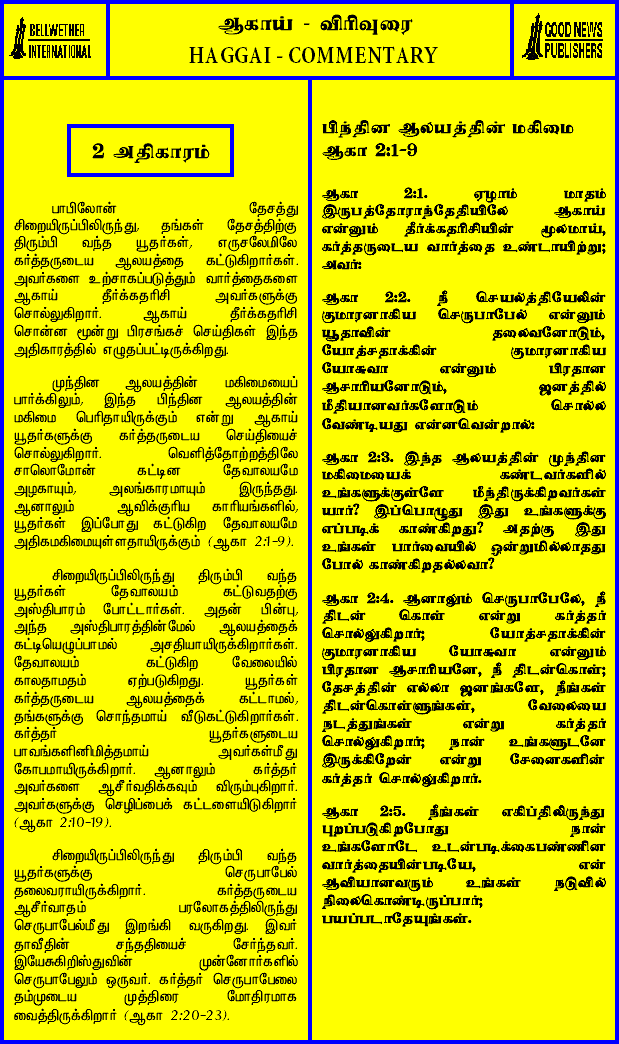 BELLWETHER
INTERNATIONAL
ஆகாய் - விரிவுரை
HAGGAI - COMMENTARY
GOOD NEWS
PUBLISHERS
2 அதிகாரம்
பாபிலோன் தேசத்து
சிறையிருப்பிலிருந்து, தங்கள் தேசத்திற்கு
திரும்பி வந்த யூதர்கள், எருசலேமிலே
கர்த்தருடைய ஆலயத்தை கட்டுகிறார்கள்.
அவர்களை உற்சாகப்படுத்தும் வார்த்தைகளை
ஆகாய் தீர்க்கதரிசி அவர்களுக்கு
சொல்லுகிறார். ஆகாய் தீர்க்கதரிசி
சொன்ன மூன்று பிரசங்கச் செய்திகள் இந்த
அதிகாரத்தில் எழுதப்பட்டிருக்கிறது.
முந்தின ஆலயத்தின் மகிமையைப்
பார்க்கிலும், இந்த பிந்தின ஆலயத்தின்
மகிமை பெரிதாயிருக்கும் என்று ஆகாய்
யூதர்களுக்கு கர்த்தருடைய செய்தியைச்
சொல்லுகிறார். வெளித்தோற்றத்திலே
சாலொமோன் கட்டின தேவாலயமே
அழகாயும், அலங்காரமாயும் இருந்தது.
ஆனாலும் ஆவிக்குரிய காரியங்களில்,
யூதர்கள் இப்போது கட்டுகிற தேவாலயமே
அதிகமகிமையுள்ளதாயிருக்கும் (ஆகா 2:1-9).
சிறையிருப்பிலிருந்து திரும்பி வந்த
யூதர்கள் தேவாலயம் கட்டுவதற்கு
அஸ்திபாரம் போட்டார்கள். அதன் பின்பு,
அந்த அஸ்திபாரத்தின்மேல் ஆலயத்தைக்
கட்டியெழுப்பாமல் அசதியாயிருக்கிறார்கள்.
தேவாலயம் கட்டுகிற வேலையில்
காலதாமதம் ஏற்படுகிறது. யூதர்கள்
கர்த்தருடைய ஆலயத்தைக் கட்டாமல்,
தங்களுக்கு சொந்தமாய் வீடுகட்டுகிறார்கள்.
கர்த்தர் யூதர்களுடைய
பாவங்களினிமித்தமாய் அவர்கள்மீது
கோபமாயிருக்கிறார். ஆனாலும் கர்த்தர்
அவர்களை ஆசீர்வதிக்கவும் விரும்புகிறார்.
அவர்களுக்கு செழிப்பைக் கட்டளையிடுகிறார்
(ஆகா 2:10-19).
சிறையிருப்பிலிருந்து திரும்பி வந்த
யூதர்களுக்கு செருபாபேல்
தலைவராயிருக்கிறார். கர்த்தருடைய
ஆசீர்வாதம் பரலோகத்திலிருந்து
செருபாபேல்மீது இறங்கி வருகிறது. இவர்
தாவீதின் சந்ததியைச் சேர்ந்தவர்.
இயேசுகிறிஸ்துவின் முன்னோர்களில்
செருபாபேலும் ஒருவர். கர்த்தர் செருபாபேலை
தம்முடைய முத்திரை மோதிரமாக
வைத்திருக்கிறார் (ஆகா 2:20-23).
பிந்தின ஆலயத்தின் மகிமை
ஆகா 2:1-9
ஆகா 2:1. ஏழாம் மாதம்
இருபத்தோராந்தேதியிலே ஆகாய்
என்னும் தீர்க்கதரிசியின் மூலமாய்,
கர்த்தருடைய வார்த்தை உண்டாயிற்று;
அவர்:
ஆகா 2:2. நீ செயல்த்தியேலின்
குமாரனாகிய செருபாபேல் என்னும்
யூதாவின் தலைவனோடும்,
யோத்சதாக்கின் குமாரனாகிய
யோசுவா என்னும் பிரதான
ஆசாரியனோடும், ஜனத்தில்
மீதியானவர்களோடும் சொல்ல
வேண்டியது என்னவென்றால்:
ஆகா 2:3. இந்த ஆலயத்தின் முந்தின
மகிமையைக் கண்டவர்களில்
உங்களுக்குள்ளே மீந்திருக்கிறவர்கள்
யார்? இப்பொழுது இது உங்களுக்கு
எப்படிக் காண்கிறது? அதற்கு இது
உங்கள் பார்வையில் ஒன்றுமில்லாதது
போல் காண்கிறதல்லவா?
ஆகா 2:4. ஆனாலும் செருபாபேலே, நீ
திடன் கொள் என்று கர்த்தர்
சொல்லுகிறார்; யோத்சதாக்கின்
குமாரனாகிய யோசுவா என்னும்
பிரதான ஆசாரியனே, நீ திடன்கொள்;
தேசத்தின் எல்லா ஜனங்களே, நீங்கள்
திடன்கொள்ளுங்கள், வேலையை
நடத்துங்கள் என்று கர்த்தர்
சொல்லுகிறார்; நான் உங்களுடனே
இருக்கிறேன் என்று சேனைகளின்
கர்த்தர் சொல்லுகிறார்.
ஆகா 2:5. நீங்கள் எகிப்திலிருந்து
புறப்படுகிறபோது நான்
உங்களோடே உடன்படிக்கைபண்ணின
வார்த்தையின்படியே, என்
ஆவியானவரும் உங்கள் நடுவில்
நிலைகொண்டிருப்பார்;
பயப்படாதேயுங்கள்.